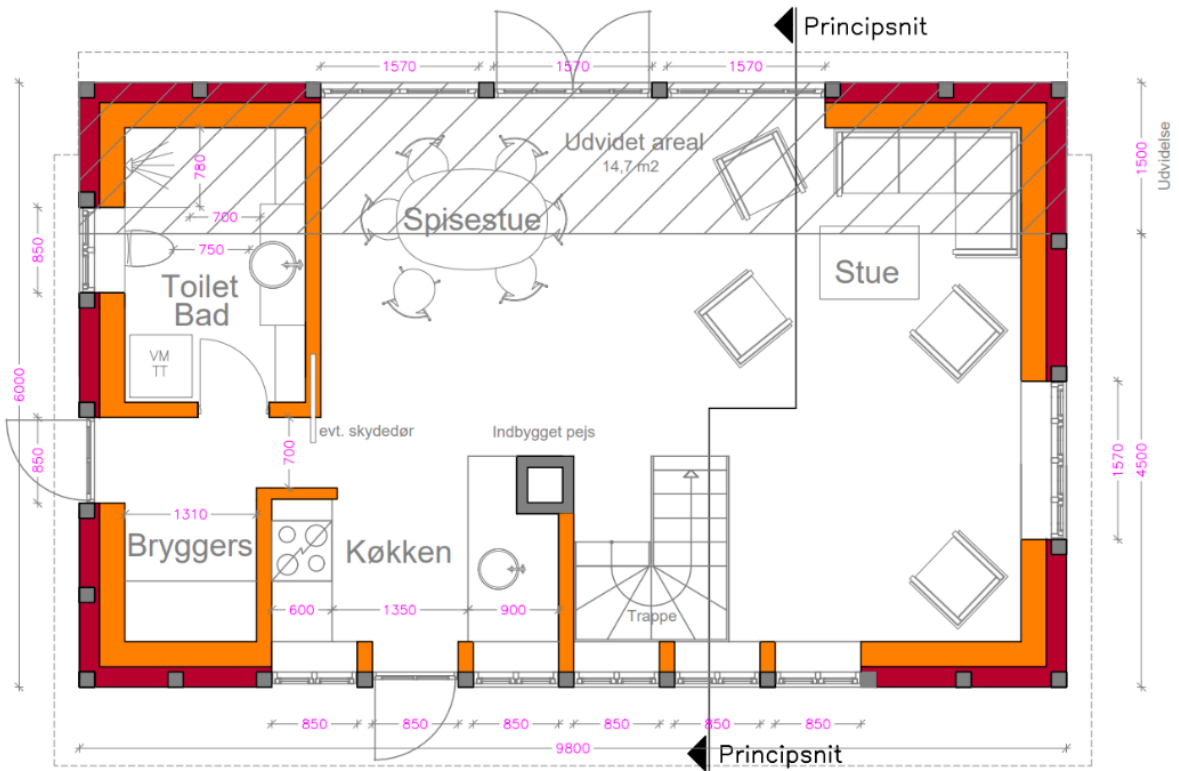 Principsnit
1570
1570
1570
Udvidet areal
14,7 m2
780
1500
Udvidelse
700
Spisestue
850
750
Toilet
Bad
Stue
VM
TT
6000
evt. skydedør
Indbygget pejs
850
700
1570
4500
1310
Bryggers
Køkken
600
1350
900
Trappe
850
850
850
850
850
850
9800
Principsnit